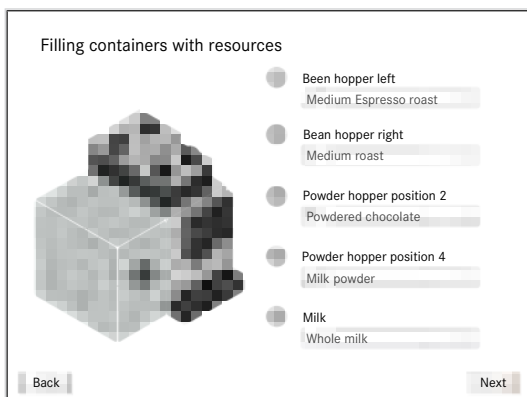 Filling containers with resources
Been hopper left
Medium Espresso roast
Bean hopper right
Medium roast
Powder hopper position 2
Powdered chocolate
Powder hopper position 4
Milk powder
Milk
Whole milk
Back
Next